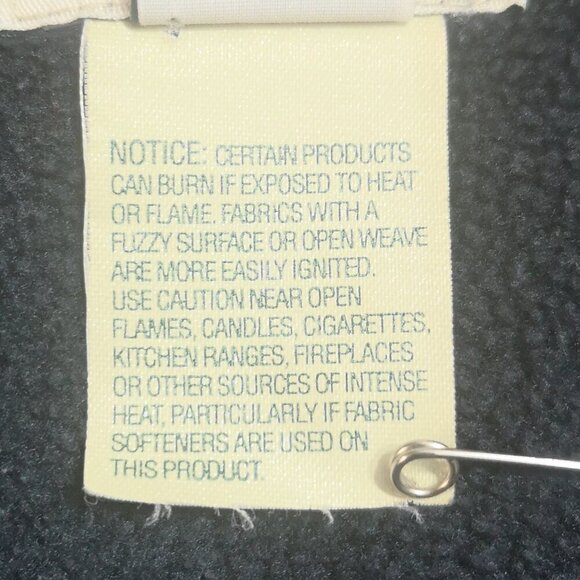 NOTICE: CERTAIN PRODUCTS
CAN BURN IF EXPOSED TO HEAT
OR FLAME. FABRICS WITH A
FUZZY SURFACE OR OPEN WEAVE
ARE MORE EASILY IGNITED.
USE CAUTION NEAR OPEN
FLAMES, CANDLES, CIGARETTES,
KITCHEN RANGES, FIREPLACES
OR OTHER SOURCES OF INTENSE
HEAT, PARTICULARLY IF FABRIC
SOFTENERS ARE USED ON
THIS PRODUCT.